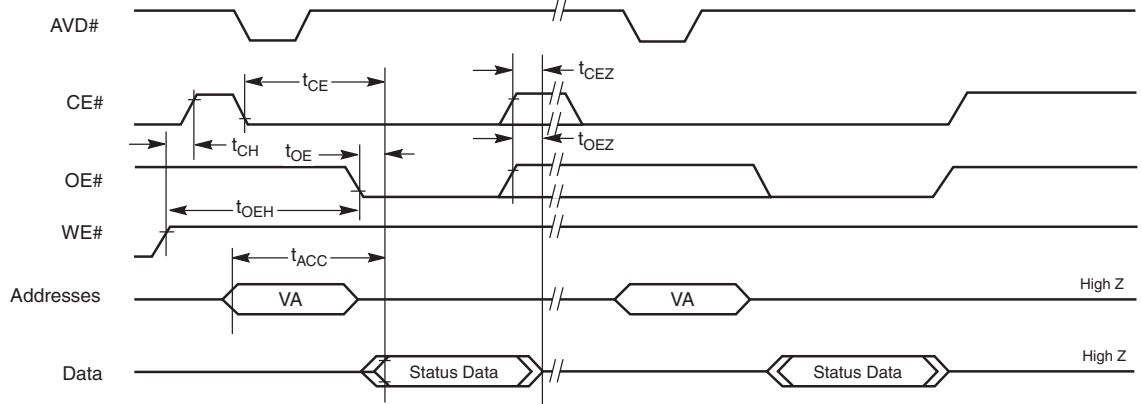 AVD#
CE#
tCE
tCEZ
tCH
tOE
tOEZ
OE#
tOEH
WE#
tACC
Addresses
VA
VA
High Z
Data
Status Data
Status Data
High Z